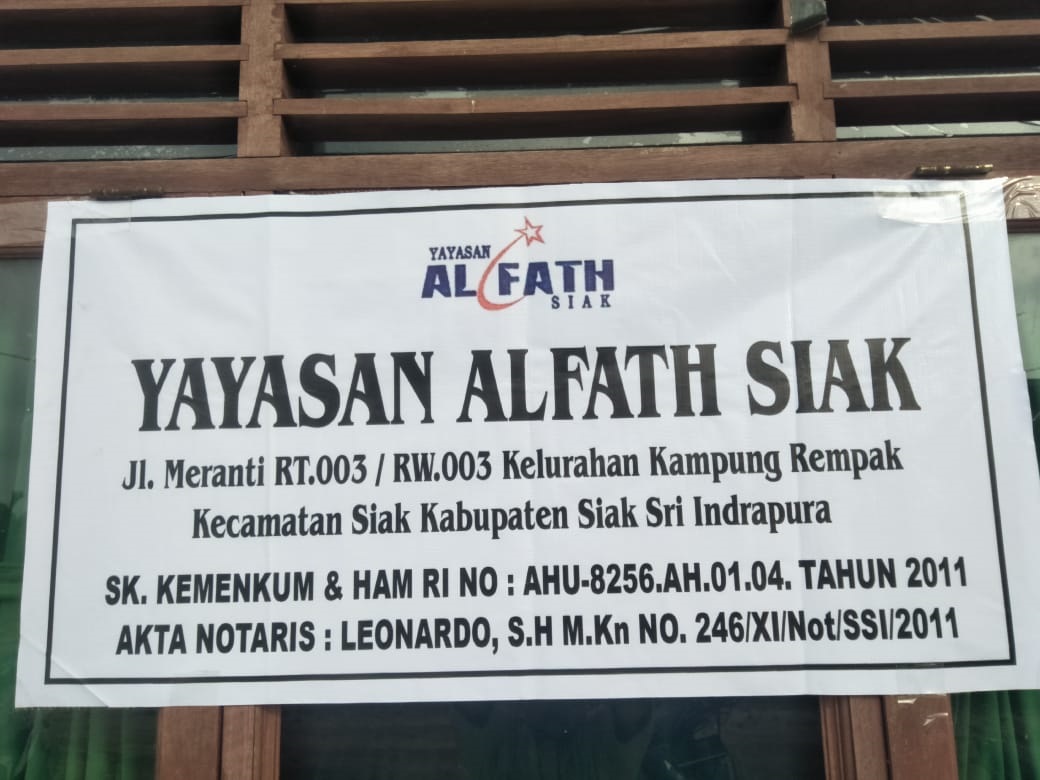 YAYASAN
AL FATH
SIAK
YAYASAN ALFATH SIAK
Jl. Meranti RT.003 / RW.003 Kelurahan Kampung Rempak
Kecamatan Siak Kabupaten Siak Sri Indrapura
SK. KEMENKUM & HAM RI NO : AHU-8256.AH.01.04. TAHUN 2011
AKTA NOTARIS : LEONARDO, S.H M.Kn NO. 246/XI/Not/SSI/2011